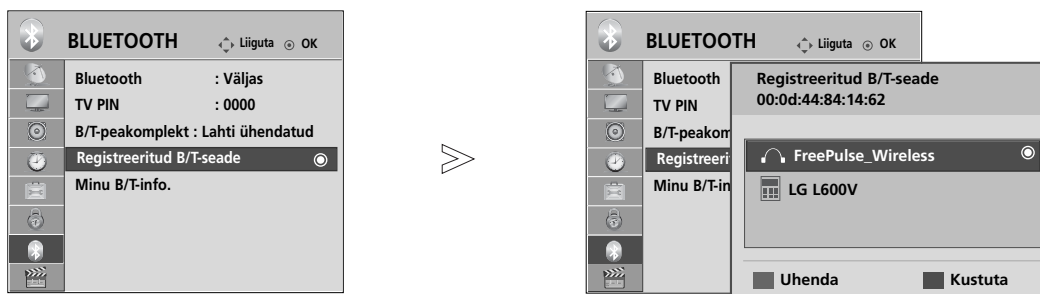 BLUETOOTH Liiguta OK
Bluetooth : Väljas
TV PIN : 0000
B/T-peakomplekt : Lahti ühendatud
Registreeritud B/T-seade
Minu B/T-info.
BLUETOOTH Liiguta OK
Bluetooth
TV PIN
B/T-peakom
Registreeri
Minu B/T-in
Registreeritud B/T-seade
00:0d:44:84:14:62
FreePulse_Wireless
LG L600V
Uhenda Kustuta